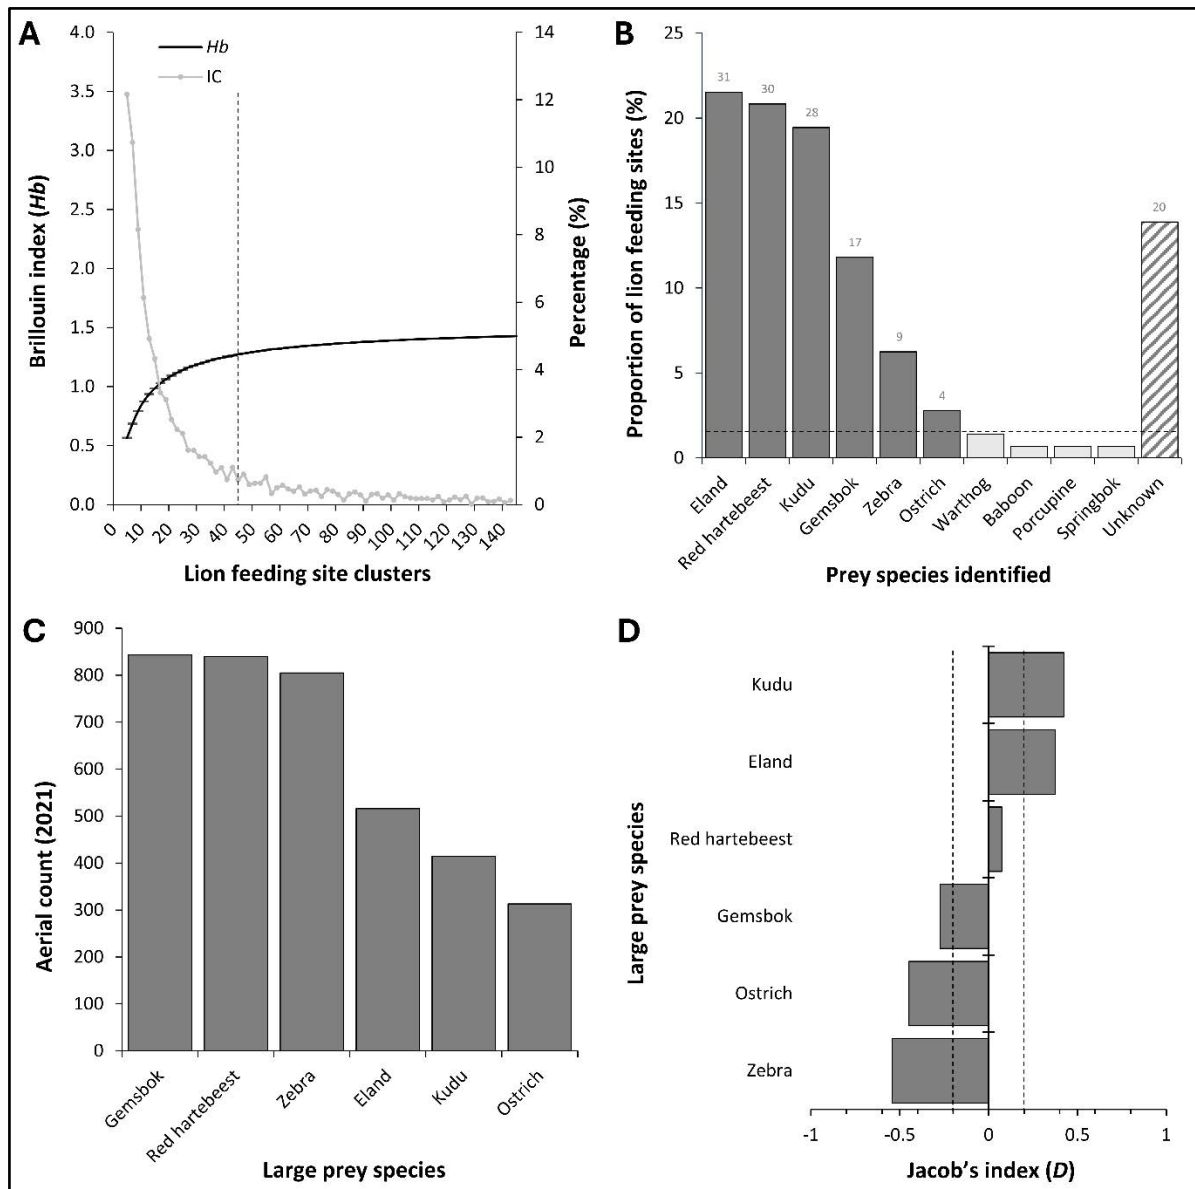 A
Hb
IC
4.0
3.5
3.0
2.5
2.0
1.5
1.0
0.5
0.0
Brillouin index (Hb)
14
12
10
8
6
4
2
0
Percentage (%)
0
10
20
30
40
50
60
70
80
90
100
110
120
130
140
Lion feeding site clusters
B
25
20
15
10
5
0
Proportion of lion feeding sites (%)
31
30
28
17
9
4
20
Eland
Red hartebeest
Kudu
Gemsbok
Zebra
Ostrich
Warthog
Baboon
Porcupine
Springbok
Unknown
Prey species identified
C
900
800
700
600
500
400
300
200
100
0
Aerial count (2021)
Gemsbok
Red hartebeest
Zebra
Eland
Kudu
Ostrich
Large prey species
D
Large prey species
Kudu
Eland
Red hartebeest
Gemsbok
Ostrich
Zebra
-1
-0.5
0
0.5
1
Jacob's index (D)